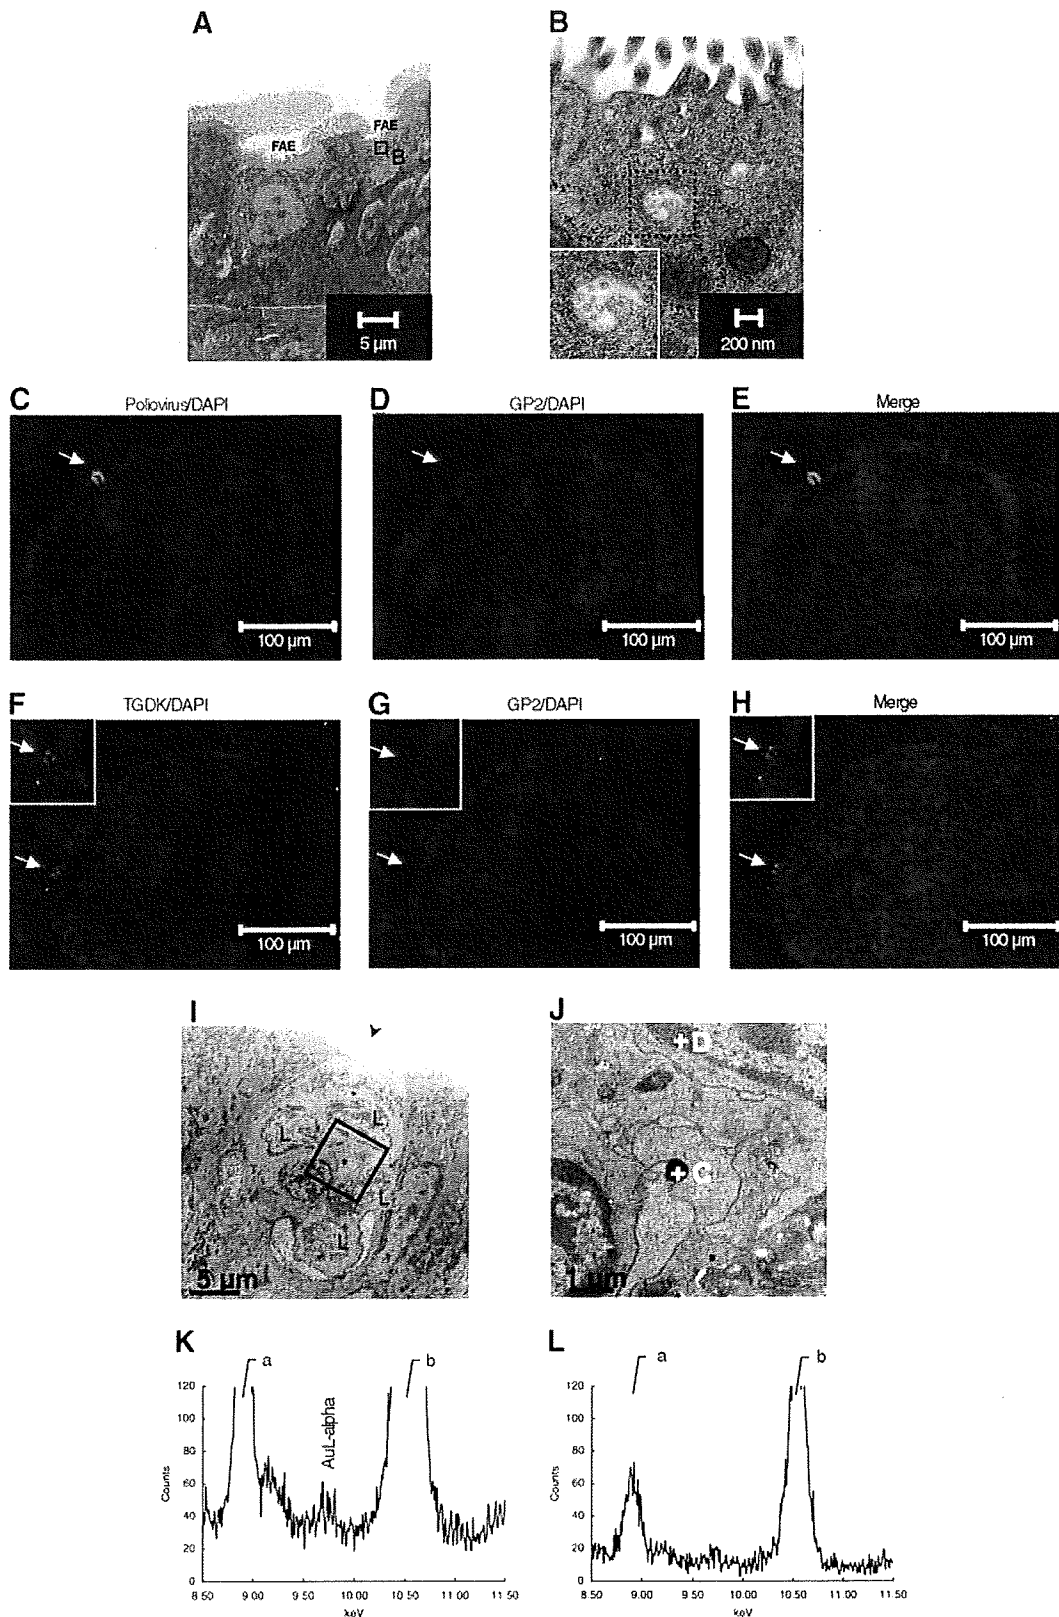 A
B
FAE
FAE
B
5 µm
200 nm
C
Poliovirus/DAPI
D
GP2/DAPI
E
Merge
100 µm
100 µm
100 µm
F
TGDK/DAPI
G
GP2/DAPI
H
Merge
100 µm
100 µm
100 µm
I
J
L
L
L
L
5 µm
+D
+C
1 µm
K
a
b
AuL-alpha
Counts
120
100
80
60
40
20
0
8 50
9 00
9 50
10 00
10 50
11 00
11 50
keV
L
a
b
Counts
120
100
80
60
40
20
0
8 50
9 00
9 50
10 00
10 50
11 00
11 50
keV